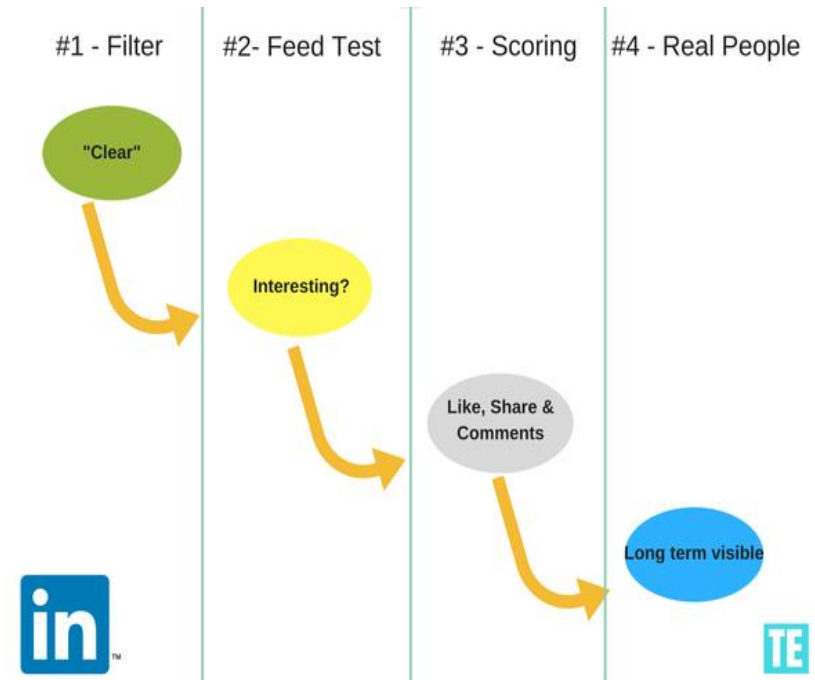 #1 - Filter
#2- Feed Test
#3 - Scoring
#4 - Real People
"Clear"
Interesting?
Like, Share &
Comments
Long term visible
in
TM
TE